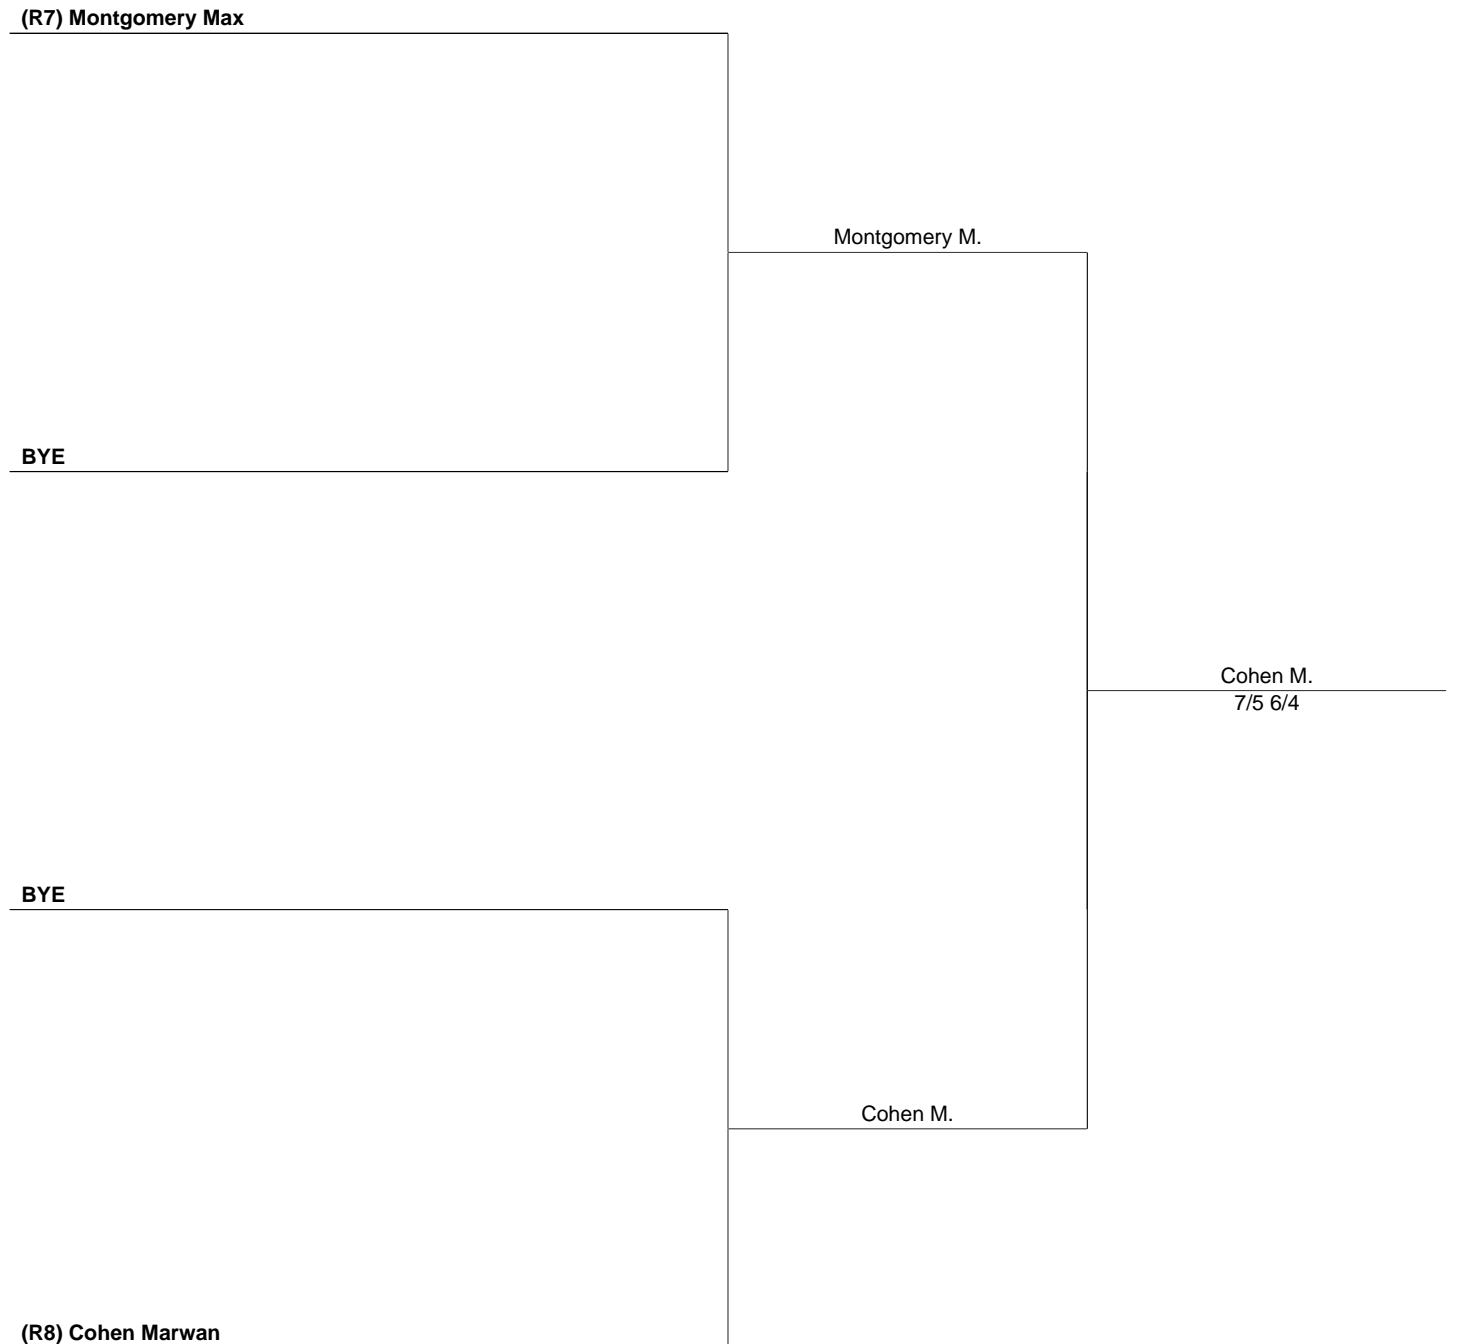 (R7) Montgomery Max
Montgomery M.
BYE
Cohen M.
7/5 6/4
BYE
Cohen M.
(R8) Cohen Marwan